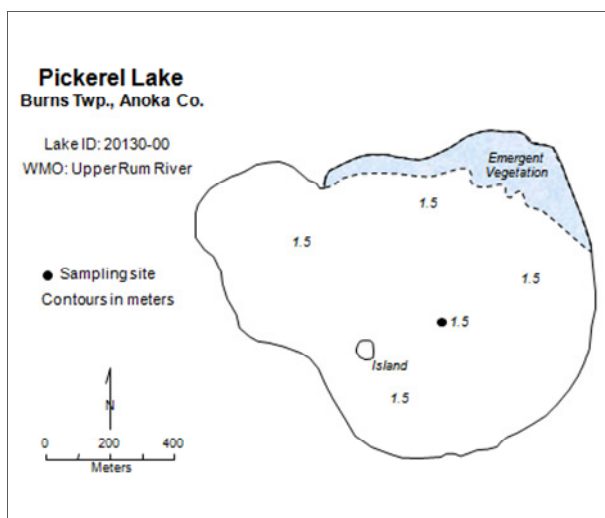 Pickerel Lake
Burns Twp., Anoka Co.
Lake ID: 20130-00
WMO: Upper Rum River
Emergent
Vegetation
1.5
1.5
1.5
Sampling site
Contours in meters
1.5
Island
1.5
N
0 200 400
Meters